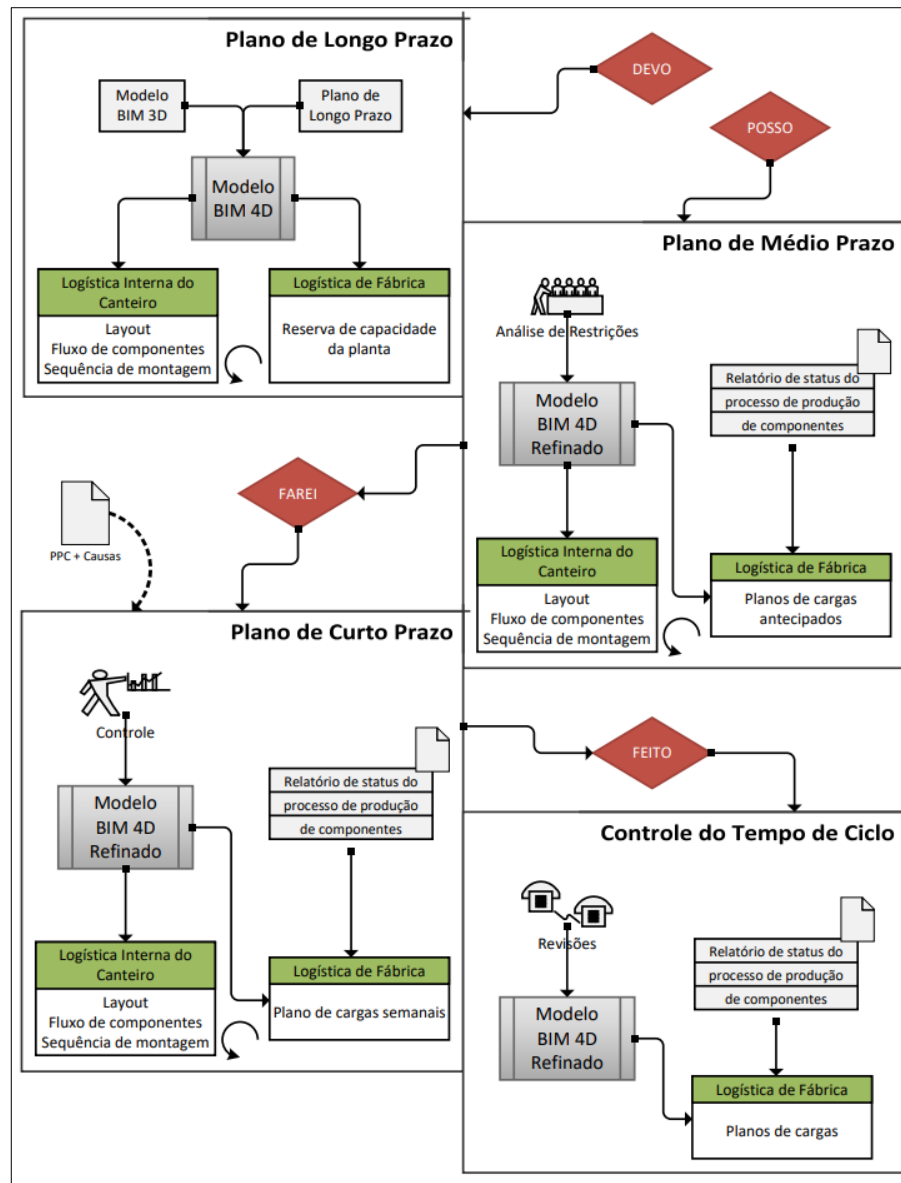 Plano de Longo Prazo
Modelo
BIM 3D
Plano de
Longo Prazo
Modelo
BIM 4D
Logística Interna do
Canteiro
Layout
Fluxo de componentes
Sequência de montagem
Logística de Fábrica
Reserva de capacidade
da planta
DEVO
POSSO
Plano de Médio Prazo
Análise de Restrições
Modelo
BIM 4D
Refinado
Relatório de status do
processo de produção
de componentes
Logística Interna do
Canteiro
Layout
Fluxo de componentes
Sequência de montagem
Logística de Fábrica
Planos de cargas
antecipados
FAREI
PPC + Causas
Plano de Curto Prazo
Controle
Modelo
BIM 4D
Refinado
Relatório de status do
processo de produção
de componentes
Logística Interna do
Canteiro
Layout
Fluxo de componentes
Sequência de montagem
Logística de Fábrica
Plano de cargas semanais
FEITO
Controle do Tempo de Ciclo
Revisões
Modelo
BIM 4D
Refinado
Relatório de status do
processo de produção
de componentes
Logística de Fábrica
Planos de cargas